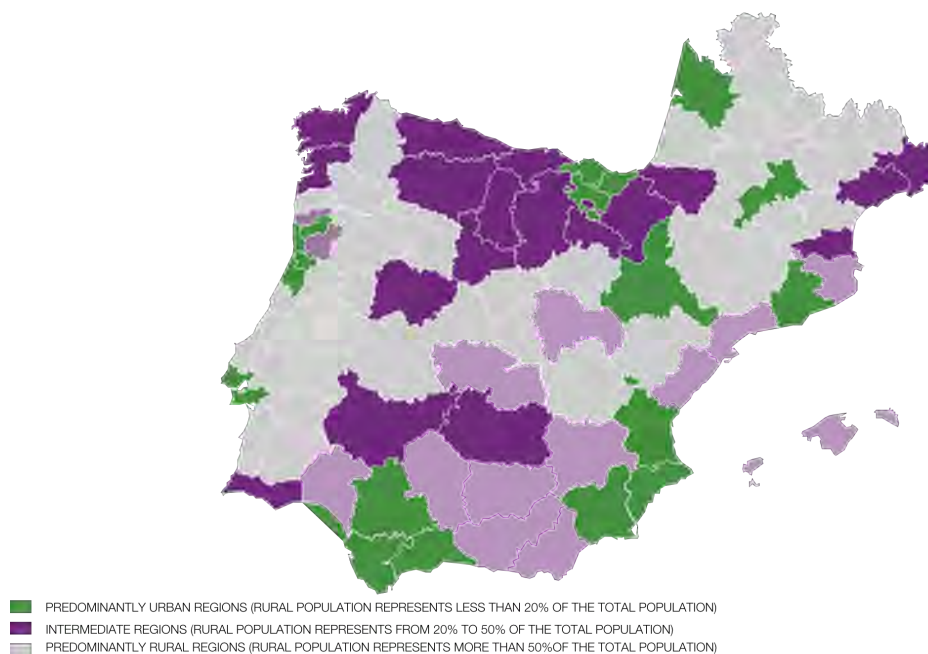 PREDOMINANTLY URBAN REGIONS (RURAL POPULATION REPRESENTS LESS THAN 20% OF THE TOTAL POPULATION)
INTERMEDIATE REGIONS (RURAL POPULATION REPRESENTS FROM 20% TO 50% OF THE TOTAL POPULATION)
PREDOMINANTLY RURAL REGIONS (RURAL POPULATION REPRESENTS MORE THAN 50%OF THE TOTAL POPULATION)